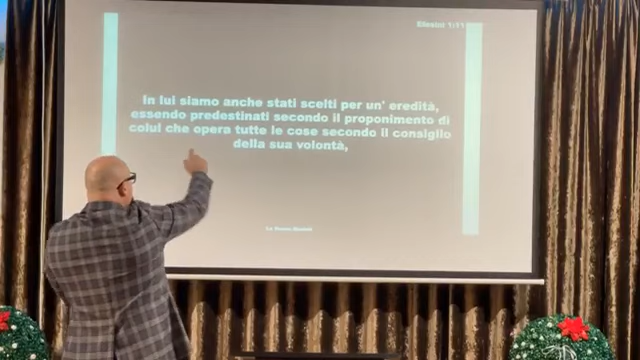 Efesini 1:11
In lui siamo anche stati scelti per un' eredità,
essendo predestinati secondo il proponimento di
colui che opera tutte le cose secondo il consiglio
della sua volontà,